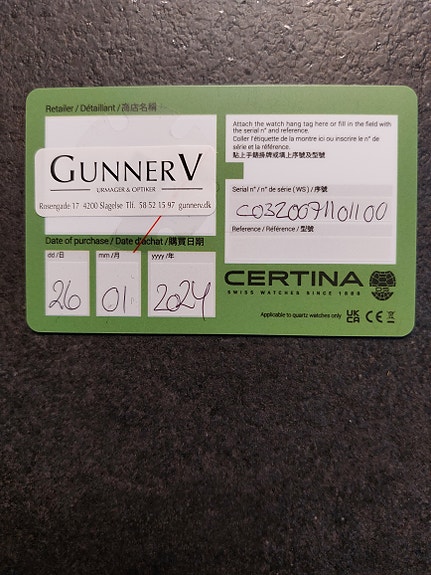 Retailer / Détaillant / 商店名稱
GUNNER V
URMAGER & OPTIKER
Rosengade 17 4200 Slagelse Tlf. 58 52 15 97 gunnerv.dk
Date of purchase / Date d'achat / 購買日期
dd /日 mm /月 yyyy /年
26 01 2024
Attach the watch hang tag here or fill in the field with
the serial n° and reference.
Coller l'étiquette de la montre ici ou inscrire le n° de
série et la référence.
貼上手錶掛牌或填上序號及型號
Serial n° / n° de série ( WS ) / 序號
C0320071101100
Reference / Référence / 型號
CERTINA
SWISS WATCHES SINCE 1888
DS
Applicable to quartz watches only UK CA CE